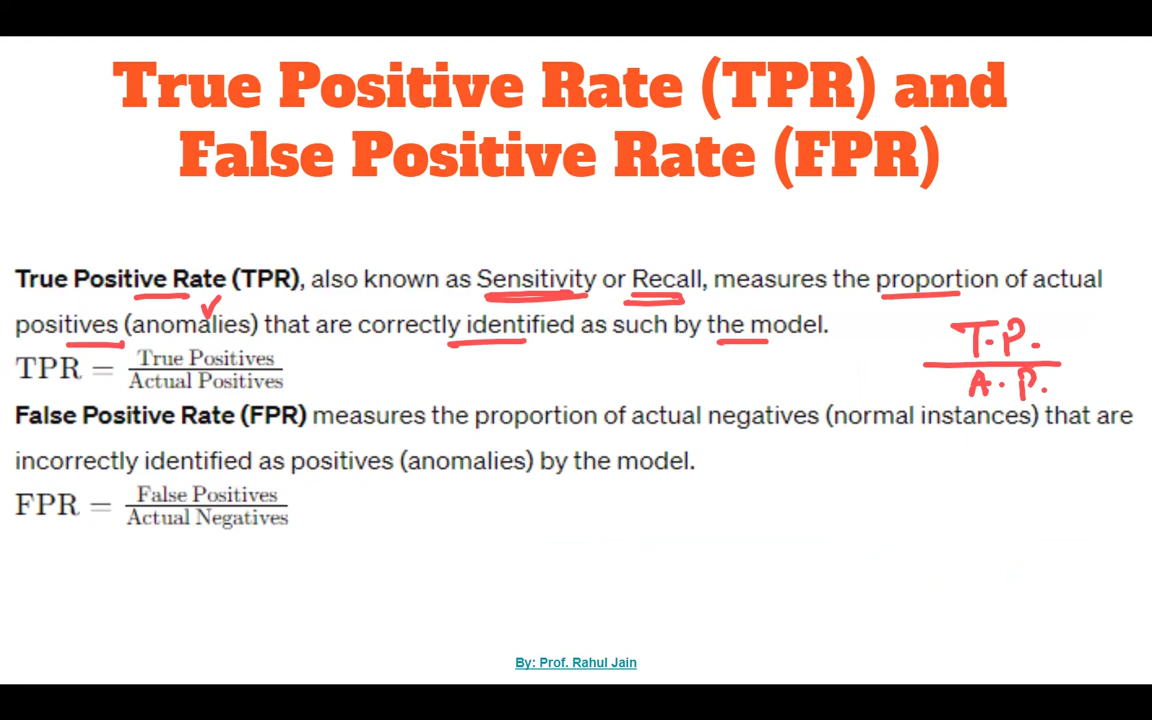 True Positive Rate (TPR) and
False Positive Rate (FPR)
True Positive Rate (TPR), also known as Sensitivity or Recall, measures the proportion of actual
positives (anomalies) that are correctly identified as such by the model.
T.P.
A.P.
TPR = True Positives
Actual Positives
False Positive Rate (FPR) measures the proportion of actual negatives (normal instances) that are
incorrectly identified as positives (anomalies) by the model.
FPR = False Positives
Actual Negatives
By: Prof. Rahul Jain